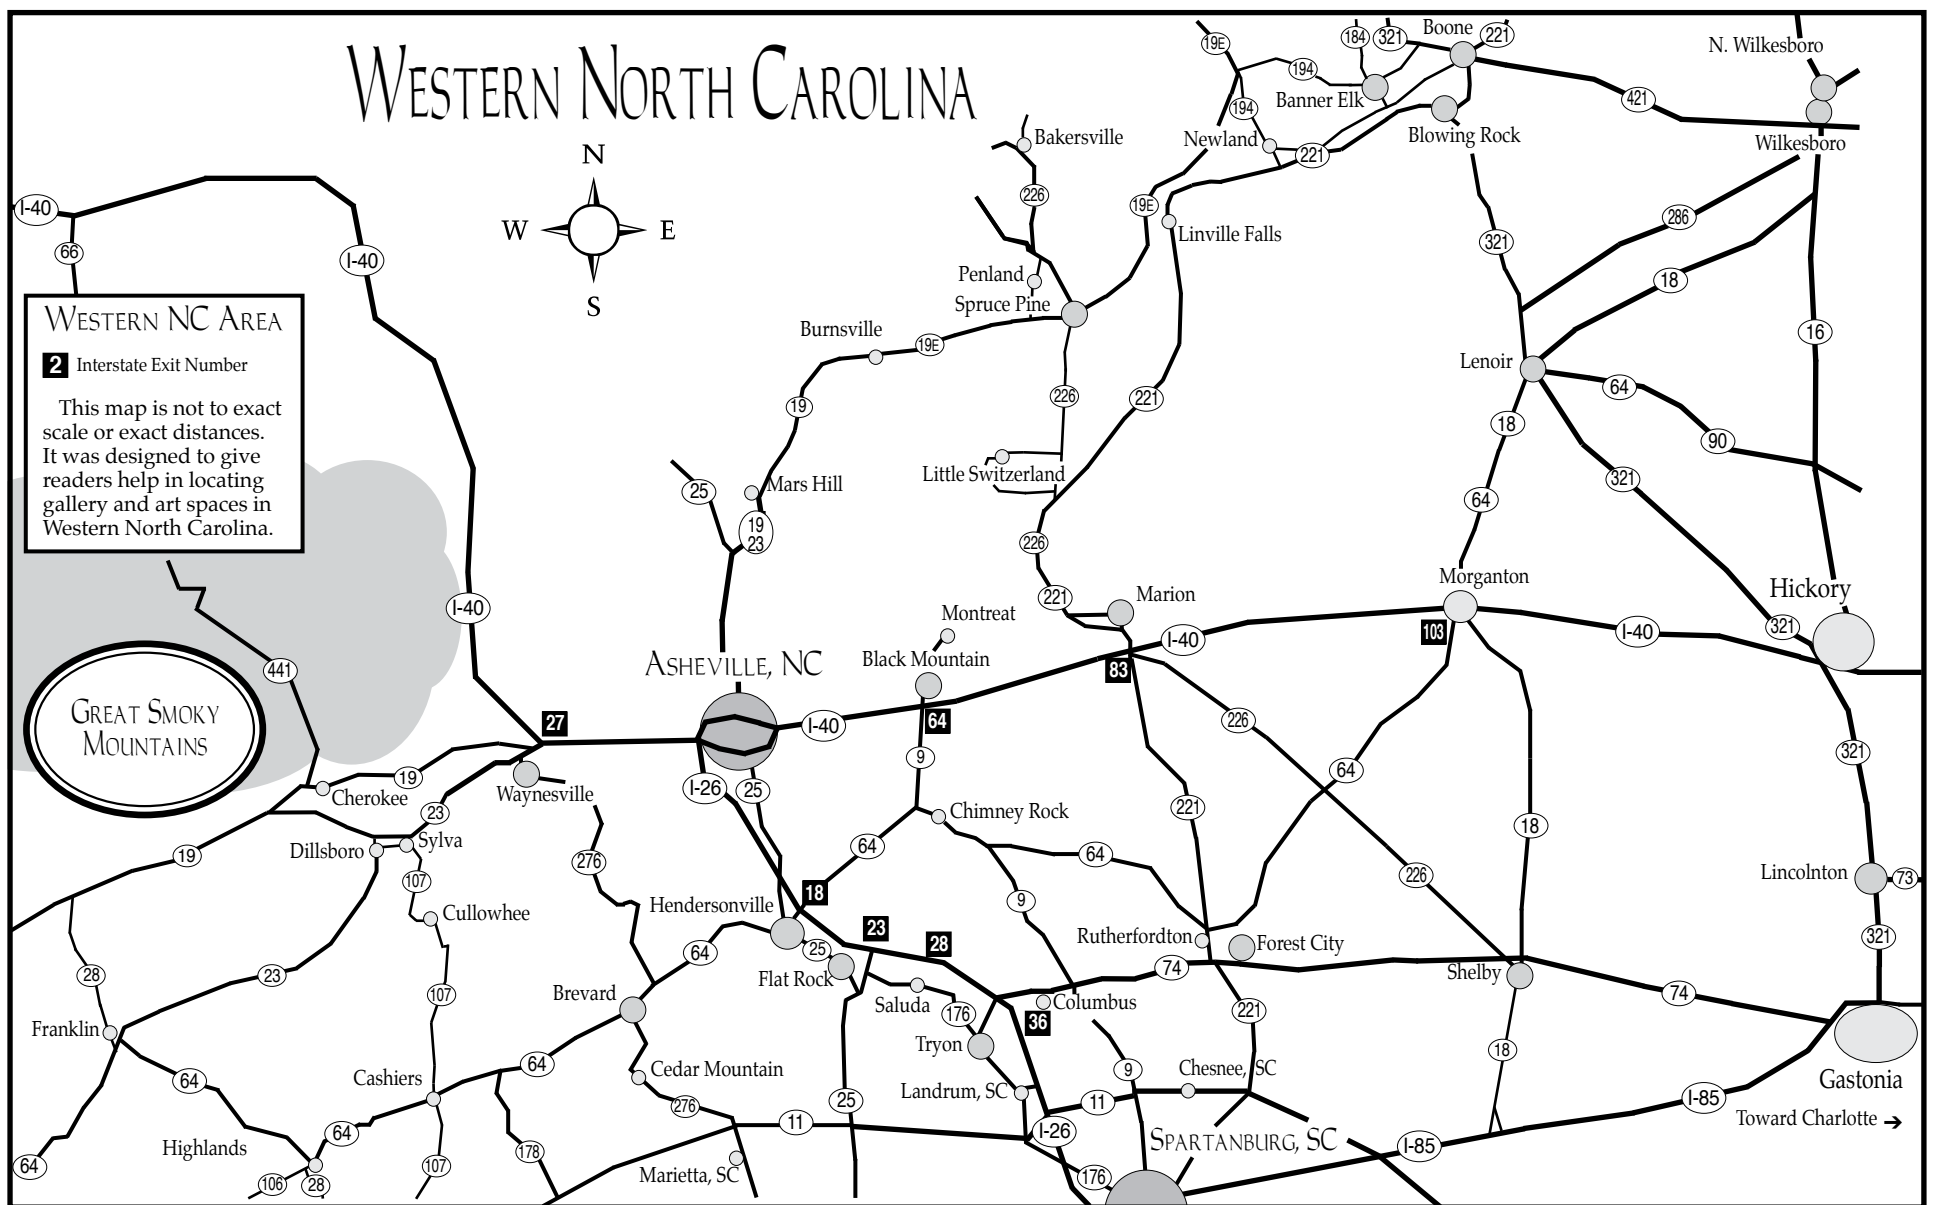 WESTERN NORTH CAROLINA
N
W E
S
WESTERN NC AREA
2 Interstate Exit Number
This map is not to exact
scale or exact distances.
It was designed to give
readers help in locating
gallery and art spaces in
Western North Carolina.
GREAT SMOKY
MOUNTAINS
I-40
66
I-40
I-40
441
27
19
Cherokee
23
Waynesville
19
Dillsboro
Sylva
107
Cullowhee
276
28
23
107
Franklin
64
64
Cashiers
64
Highlands
64
106
28
107
178
Brevard
64
Cedar Mountain
276
11
Marietta, SC
25
19
23
Mars Hill
19
Burnsville
19E
ASHEVILLE, NC
I-40
I-26
25
Montreat
Black Mountain
64
9
Chimney Rock
64
64
9
18
Hendersonville
25
Flat Rock
23
28
Saluda
176
Tryon
36
Columbus
74
Landrum, SC
25
11
I-26
176
9
Chesnee, SC
SPARTANBURG, SC
Bakersville
226
Penland
Spruce Pine
226
Little Switzerland
226
221
Marion
83
I-40
221
221
Linville Falls
19E
19E
194
194
Newland
221
Banner Elk
184
321
Boone
221
Blowing Rock
421
N. Wilkesboro
Wilkesboro
321
286
18
16
Lenoir
64
90
18
321
64
Morganton
103
I-40
Hickory
321
226
64
18
226
321
Lincolnton
73
321
Rutherfordton
Forest City
Shelby
74
221
18
I-85
I-85
Gastonia
Toward Charlotte →